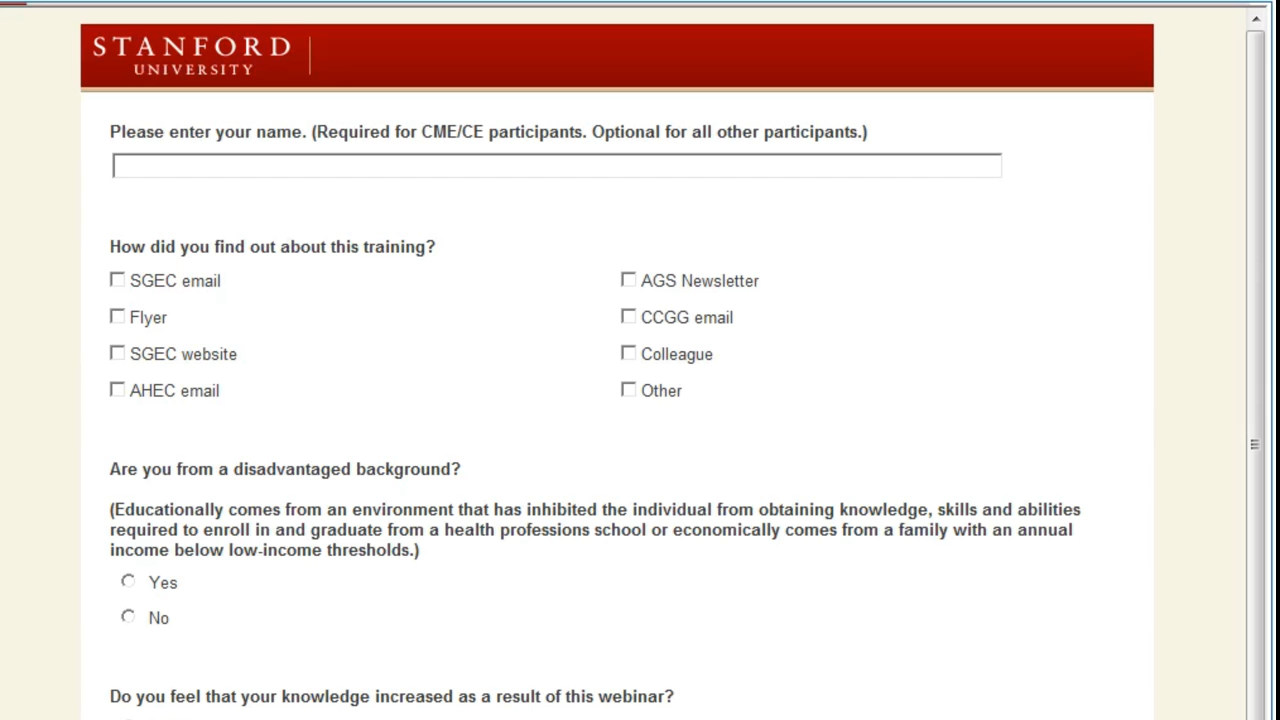 STANFORD
UNIVERSITY
Please enter your name. (Required for CME/CE participants. Optional for all other participants.)
How did you find out about this training?
SGEC email
AGS Newsletter
Flyer
CCGG email
SGEC website
Colleague
AHEC email
Other
Are you from a disadvantaged background?
(Educationally comes from an environment that has inhibited the individual from obtaining knowledge, skills and abilities
required to enroll in and graduate from a health professions school or economically comes from a family with an annual
income below low-income thresholds.)
Yes
No
Do you feel that your knowledge increased as a result of this webinar?